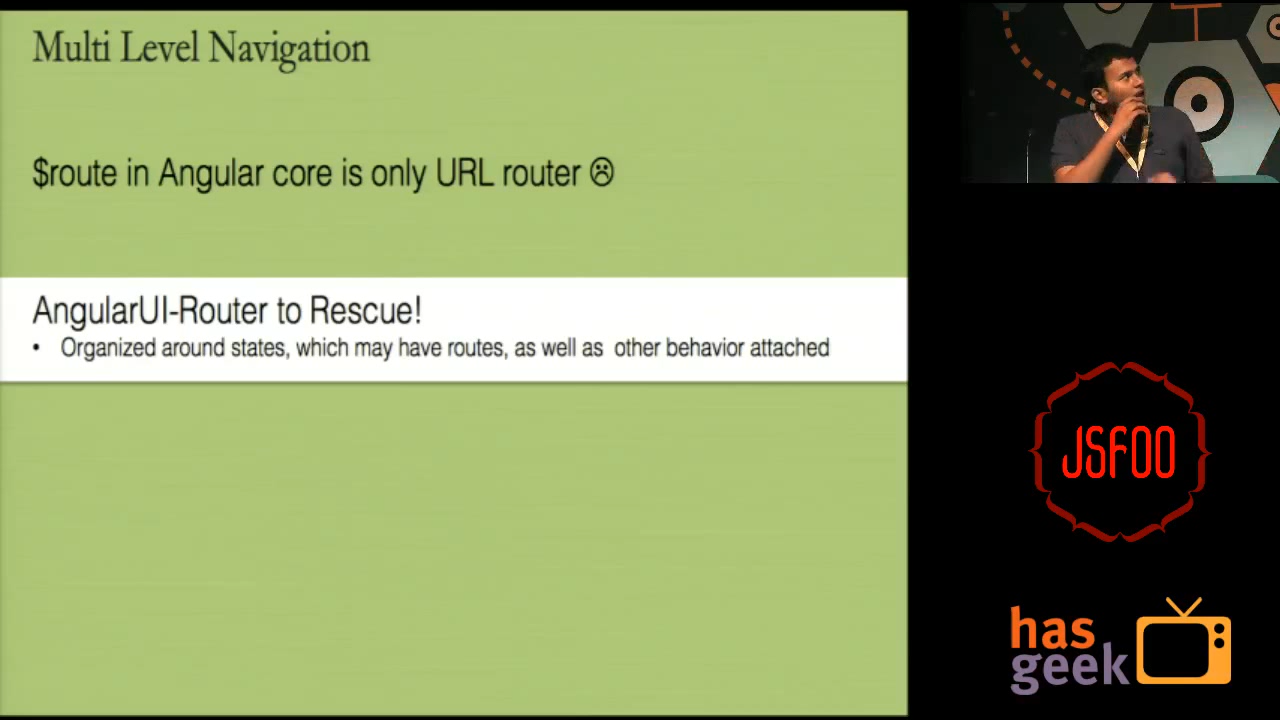 Multi Level Navigation
$route in Angular core is only URL router ☹
AngularUI-Router to Rescue!
• Organized around states, which may have routes, as well as other behavior attached
JSFOO
has
geek